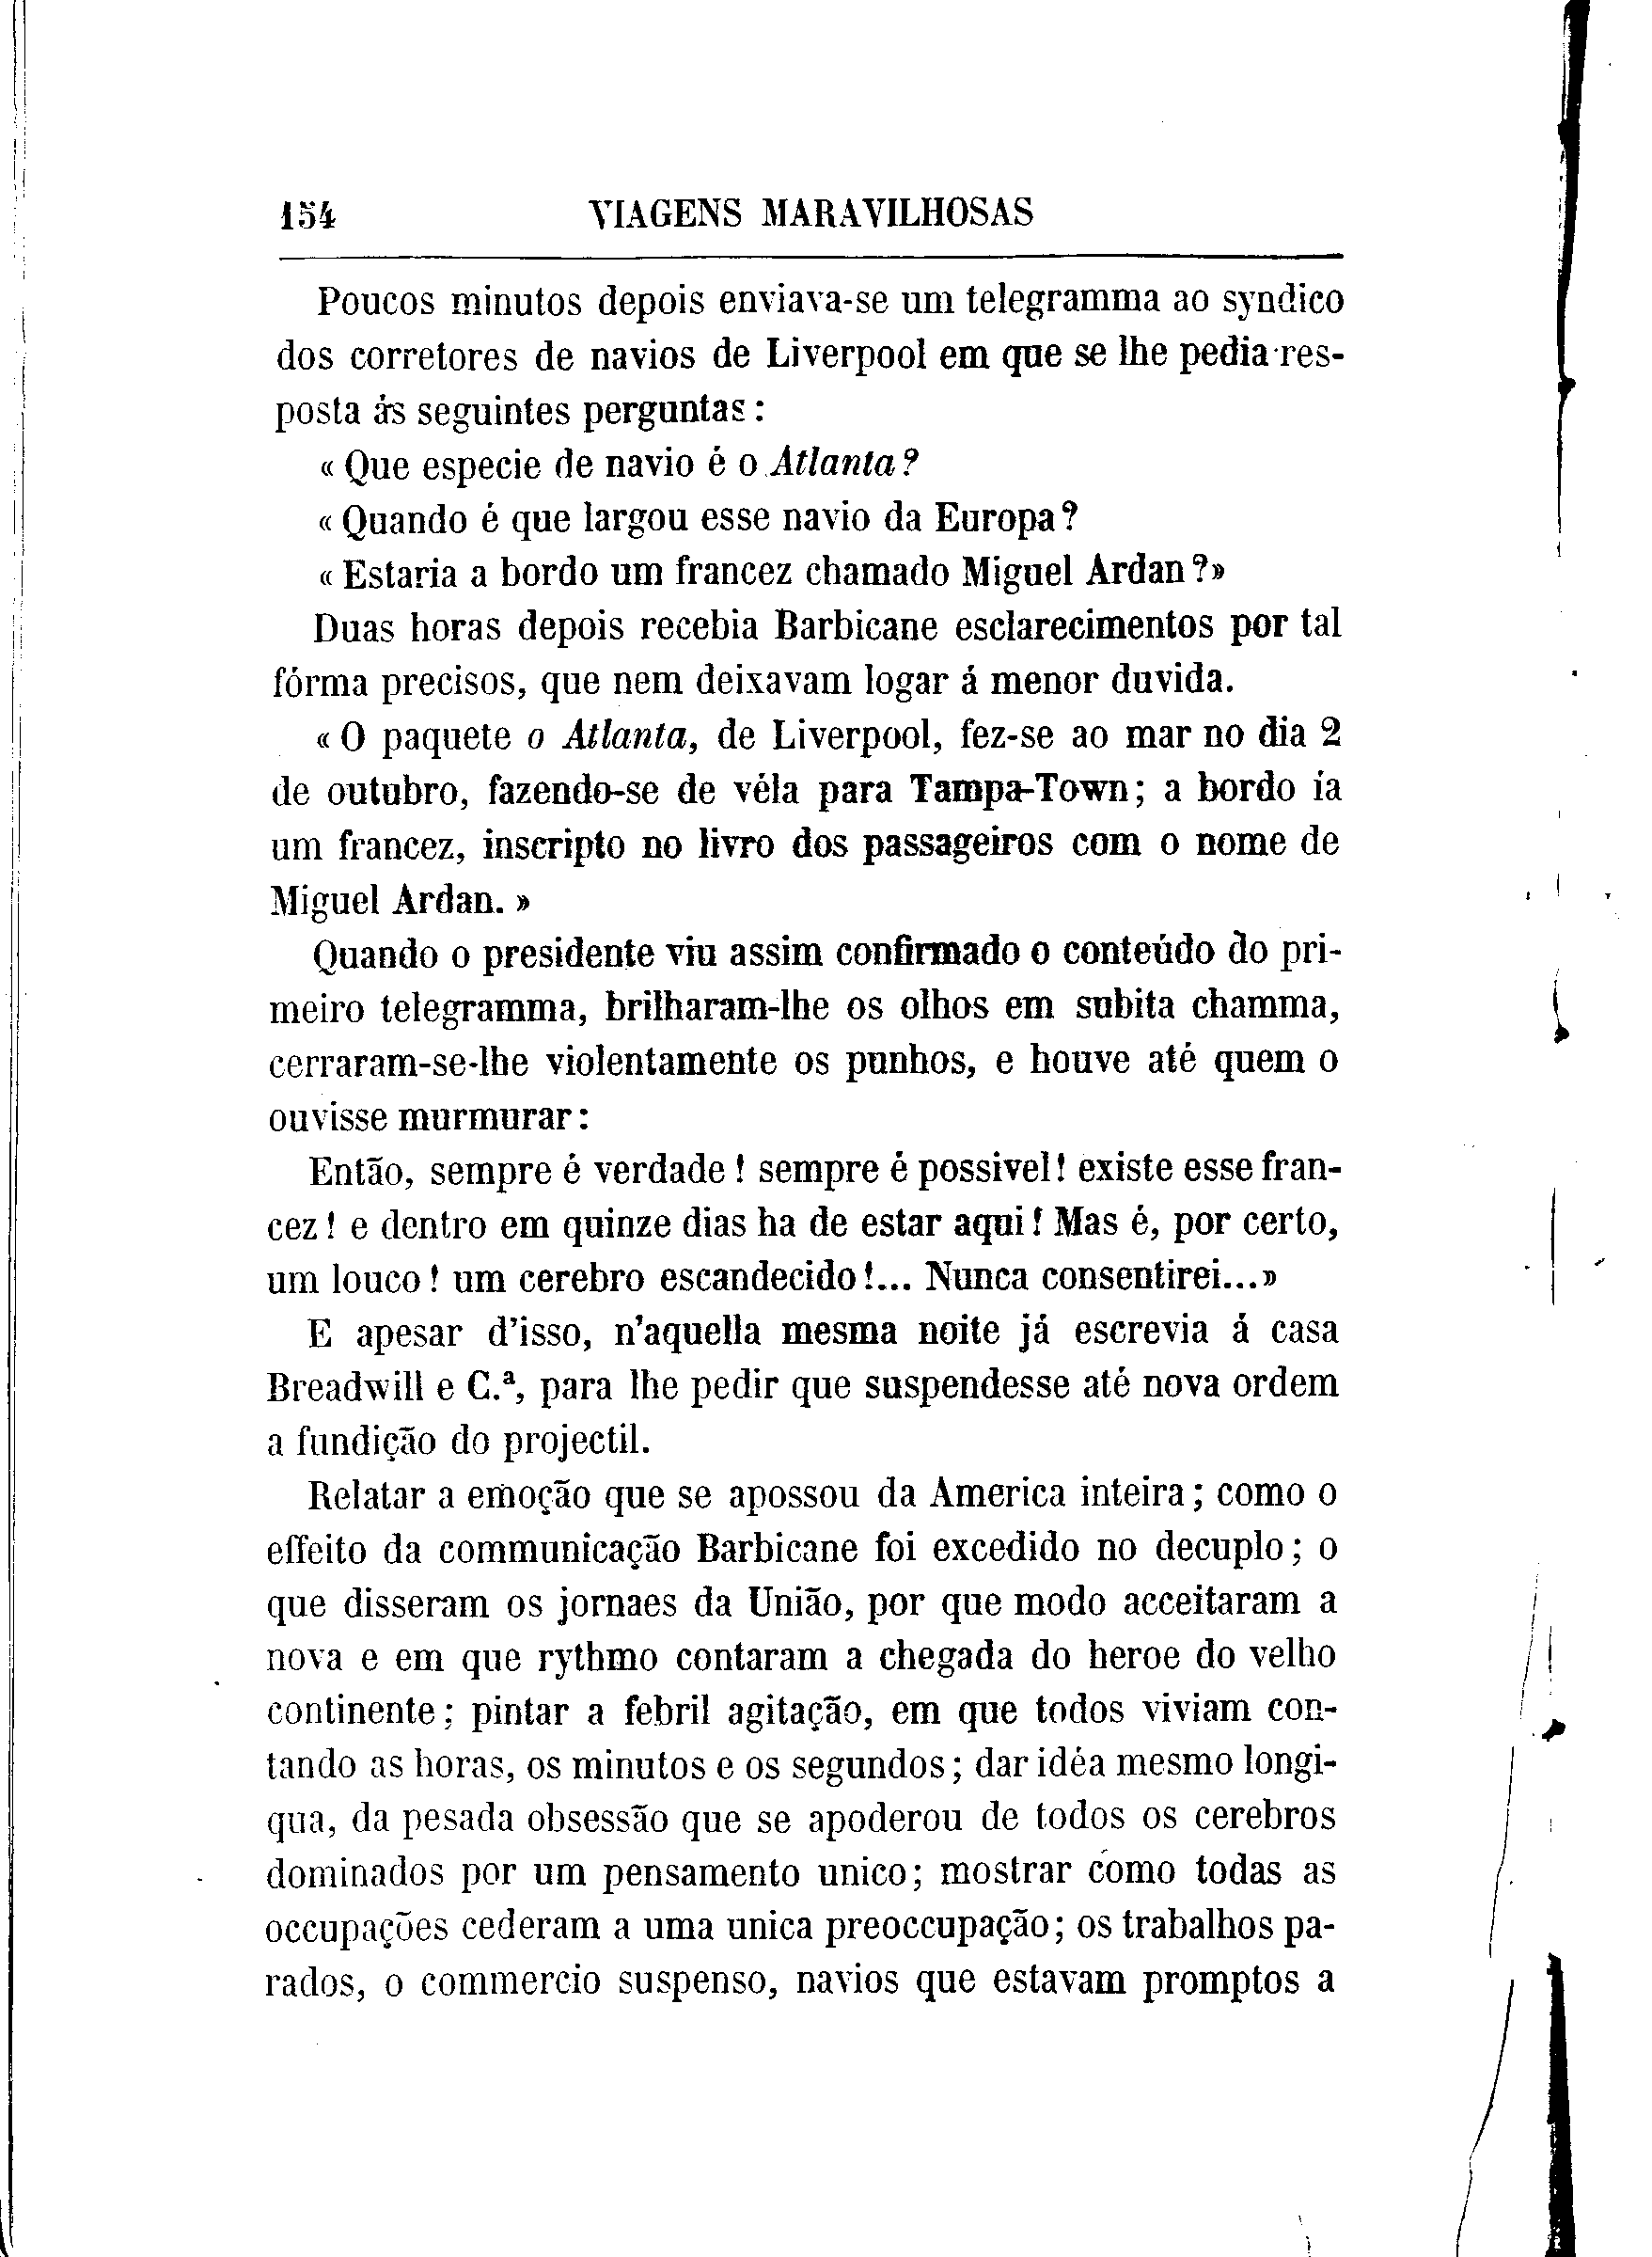 154 VIAGENS MARAVILHOSAS
Poucos minutos depois enviava-se um telegramma ao syndico
dos corretores de navios de Liverpool em que se lhe pedia res-
posta ás seguintes perguntas:
« Que especie de navio é o Atlanta?
« Quando é que largou esse navio da Europa?
« Estaria a bordo um francez chamado Miguel Ardan?»
Duas horas depois recebia Barbicane esclarecimentos por tal
fórma precisos, que nem deixavam logar á menor duvida.
« O paquete o Atlanta, de Liverpool, fez-se ao mar no dia 2
de outubro, fazendo-se de véla para Tampa-Town; a bordo ía
um francez, inscripto no livro dos passageiros com o nome de
Miguel Ardan. »
Quando o presidente viu assim confirmado o conteúdo do pri-
meiro telegramma, brilharam-lhe os olhos em subita chamma,
cerraram-se-lhe violentamente os punhos, e houve até quem o
ouvisse murmurar:
Então, sempre é verdade! sempre é possivel! existe esse fran-
cez! e dentro em quinze dias ha de estar aqui! Mas é, por certo,
um louco! um cerebro escandecido!... Nunca consentirei...»
E apesar d'isso, n'aquella mesma noite já escrevia á casa
Breadwill e C.ª, para lhe pedir que suspendesse até nova ordem
a fundição do projectil.
Relatar a emoção que se apossou da America inteira; como o
effeito da communicação Barbicane foi excedido no decuplo; o
que disseram os jornaes da União, por que modo acceitaram a
nova e em que rythmo contaram a chegada do heroe do velho
continente; pintar a febril agitação, em que todos viviam con-
tando as horas, os minutos e os segundos; dar idéa mesmo longi-
qua, da pesada obsessão que se apoderou de todos os cerebros
dominados por um pensamento unico; mostrar como todas as
occupações cederam a uma unica preoccupação; os trabalhos pa-
rados, o commercio suspenso, navios que estavam promptos a